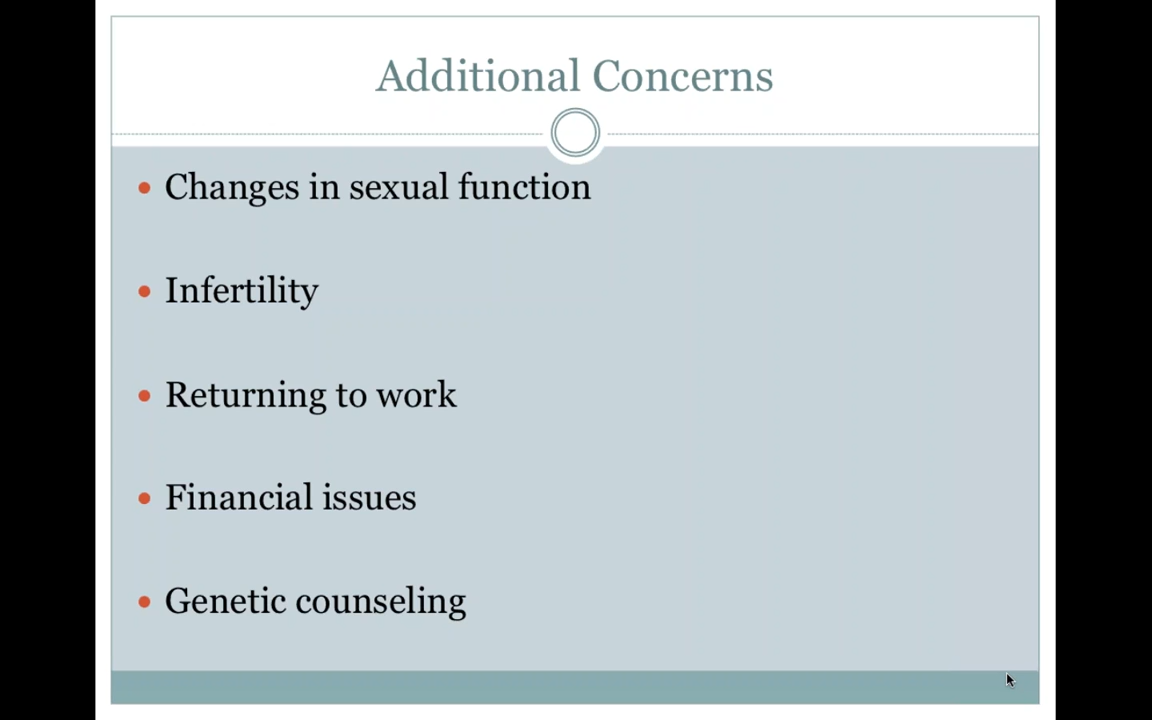 Additional Concerns
• Changes in sexual function
• Infertility
• Returning to work
• Financial issues
• Genetic counseling